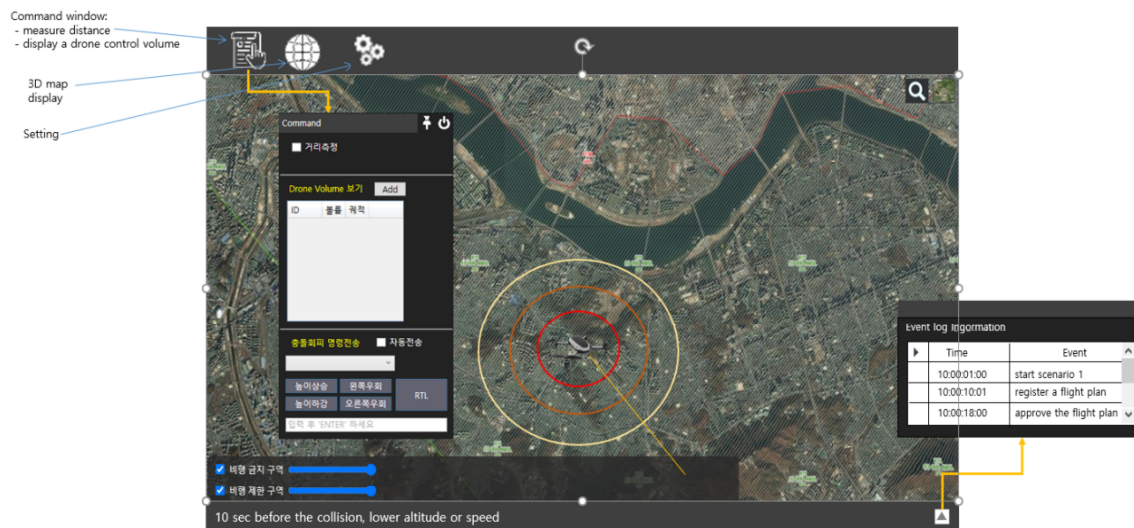 Command window:
- measure distance
- display a drone control volume
3D map
display
Setting
Command
거리측정
Drone Volume 보기
Add
ID 볼륨 궤적
충돌회피 명령전송
자동전송
높이상승 왼쪽우회
RTL
높이하강 오른쪽우회
입력 후 'ENTER' 하세요
비행 금지 구역
비행 제한 구역
10 sec before the collision, lower altitude or speed
Event log Ingormation
Time Event
10:00:01:00 start scenario 1
10:00:10:01 register a flight plan
10:00:18:00 approve the flight plan